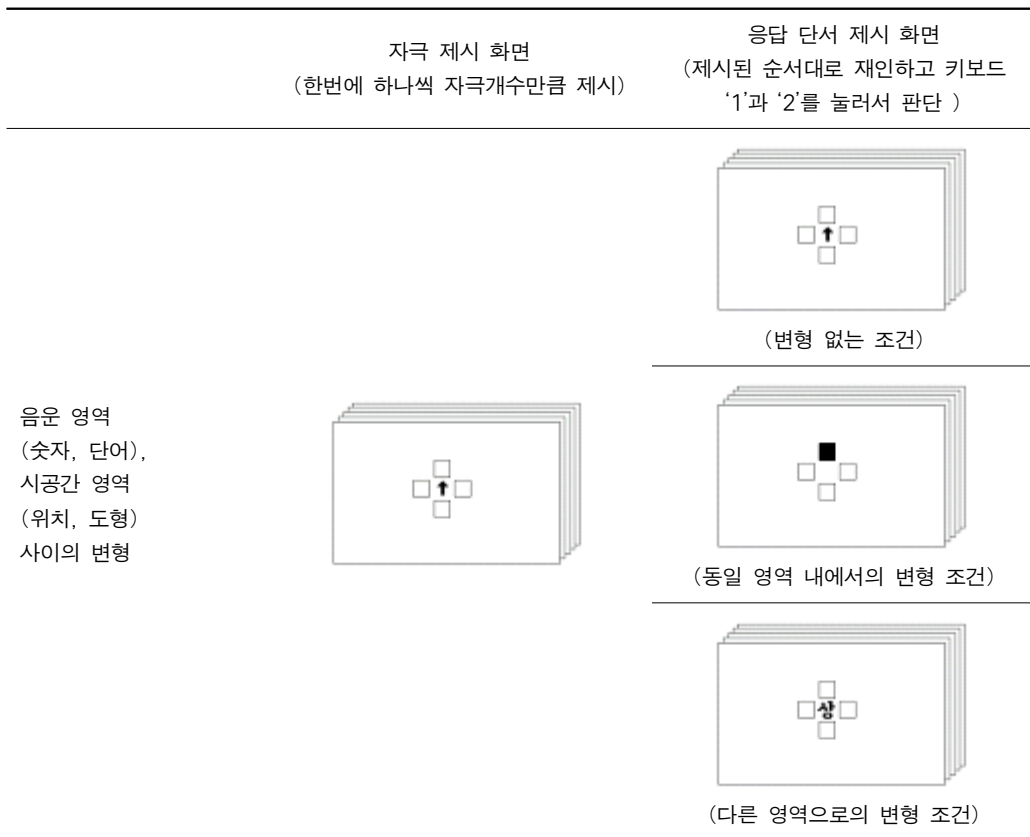 자극 제시 화면
(한번에 하나씩 자극개수만큼 제시)
응답 단서 제시 화면
(제시된 순서대로 재인하고 키보드
‘1’과 ‘2’를 눌러서 판단 )
(변형 없는 조건)
음운 영역
(숫자, 단어),
시공간 영역
(위치, 도형)
사이의 변형
(동일 영역 내에서의 변형 조건)
상
(다른 영역으로의 변형 조건)